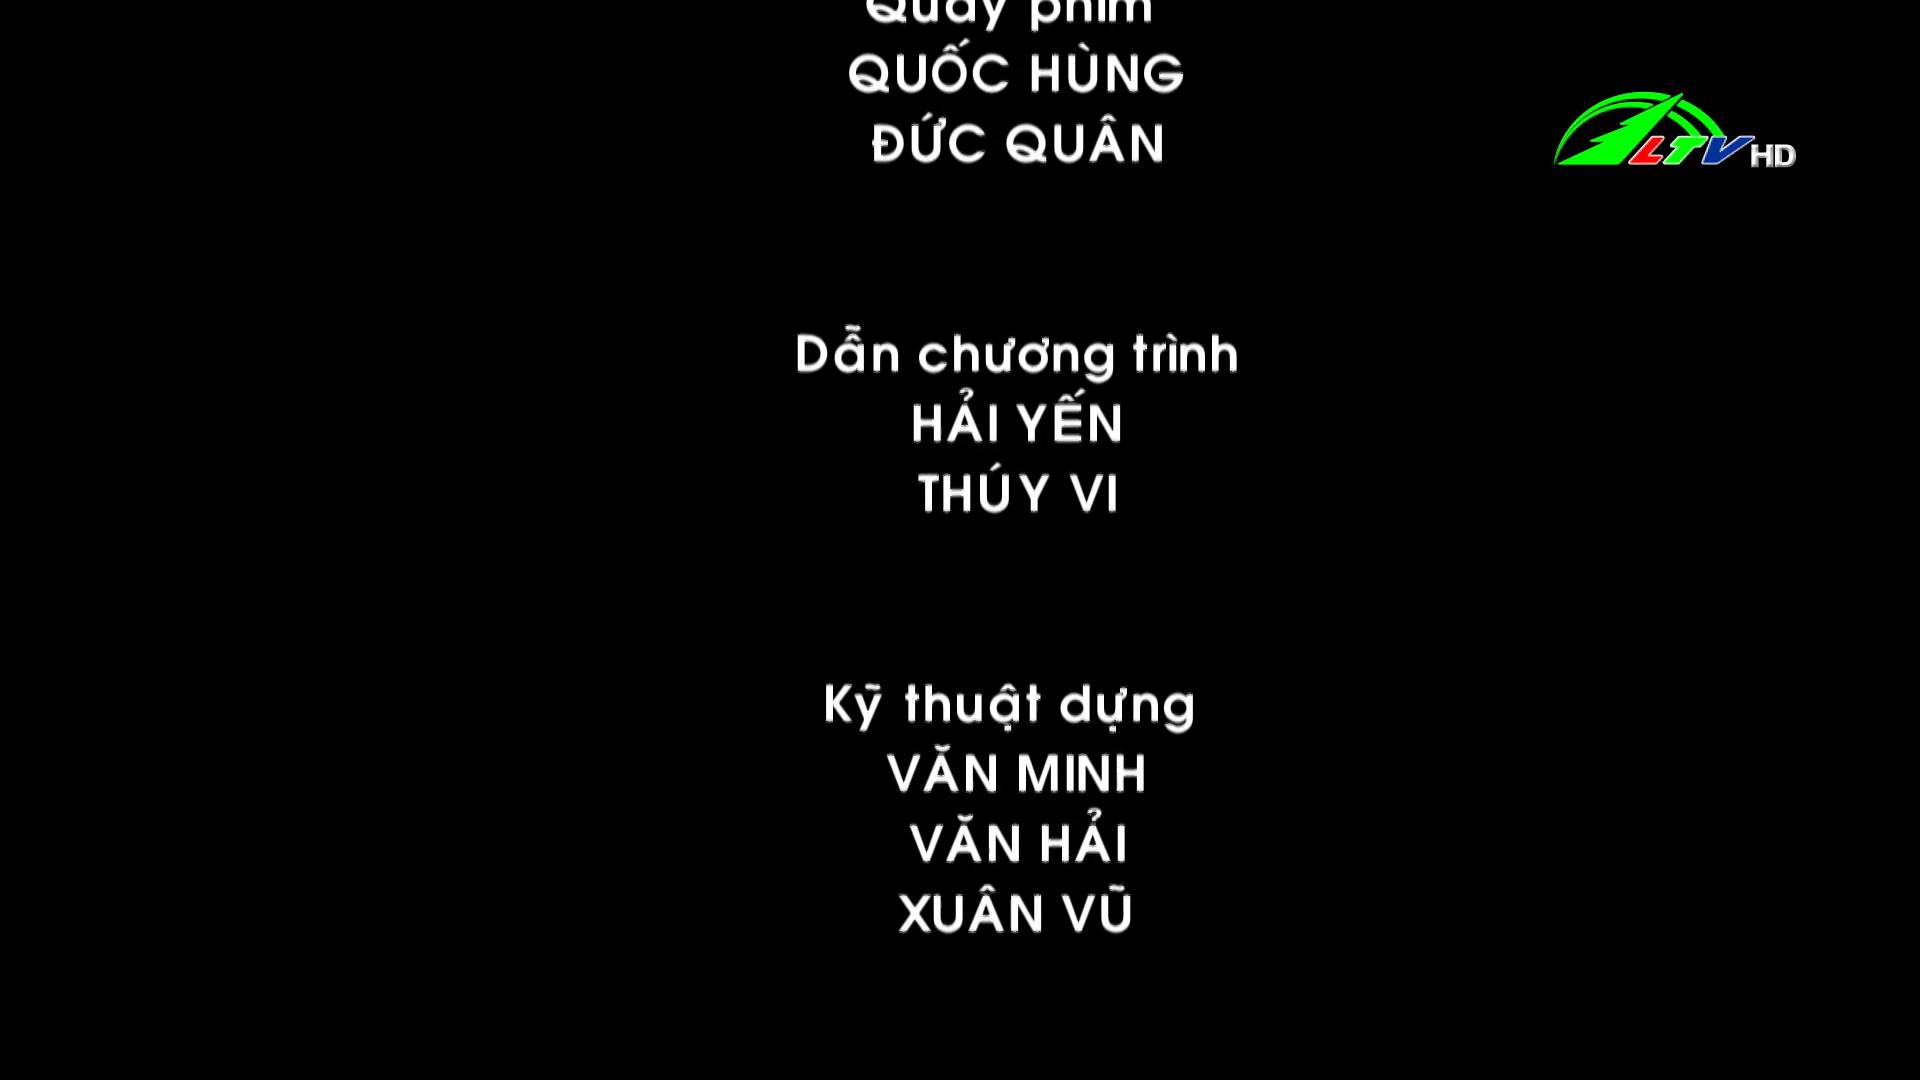 Quay phim
QUỐC HÙNG
ĐỨC QUÂN
LTV HD
Dẫn chương trình
HẢI YẾN
THÚY VI
Kỹ thuật dựng
VĂN MINH
VĂN HẢI
XUÂN VŨ